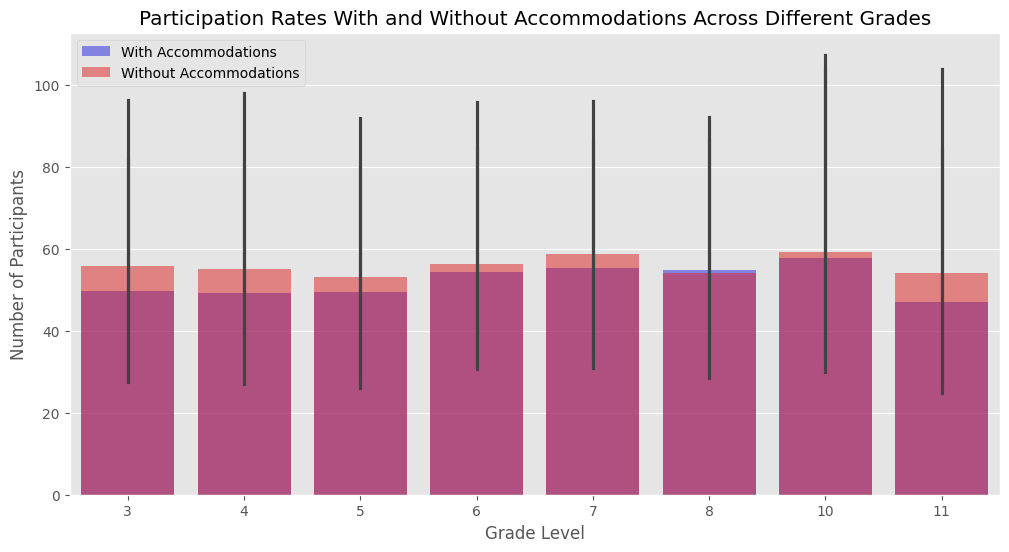 Participation Rates With and Without Accommodations Across Different Grades
With Accommodations
Without Accommodations
Number of Participants
100
80
60
40
20
0
3 4 5 6 7 8 10 11
Grade Level